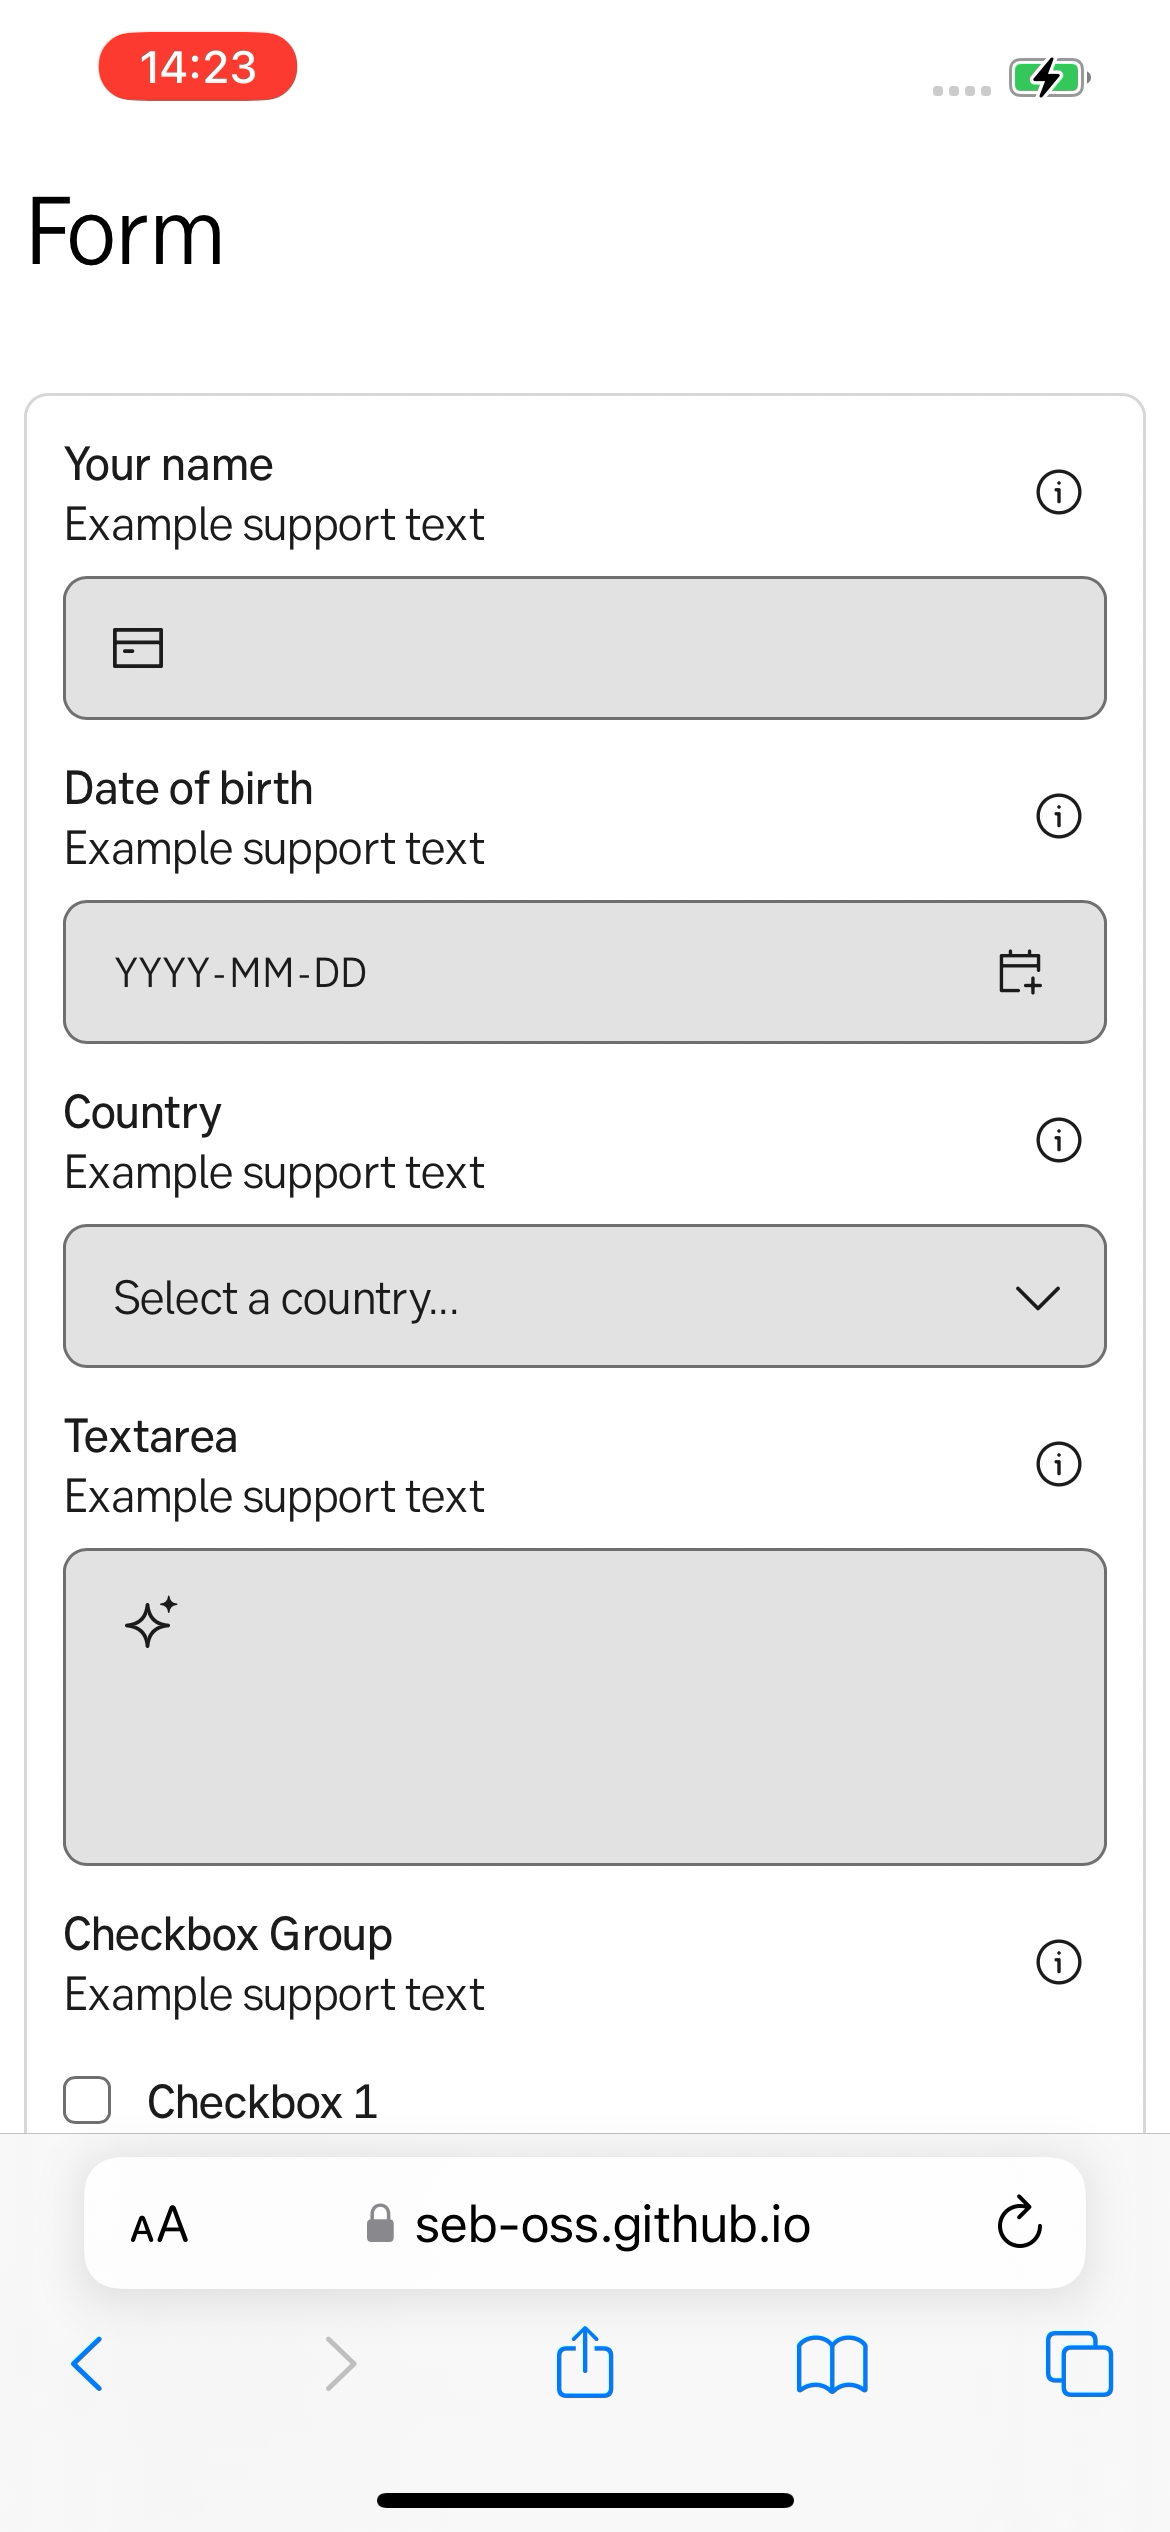 14:23
Form
Your name
Example support text
Date of birth
Example support text
YYYY-MM-DD
Country
Example support text
Select a country...
Textarea
Example support text
Checkbox Group
Example support text
Checkbox 1
AA seb-oss.github.io